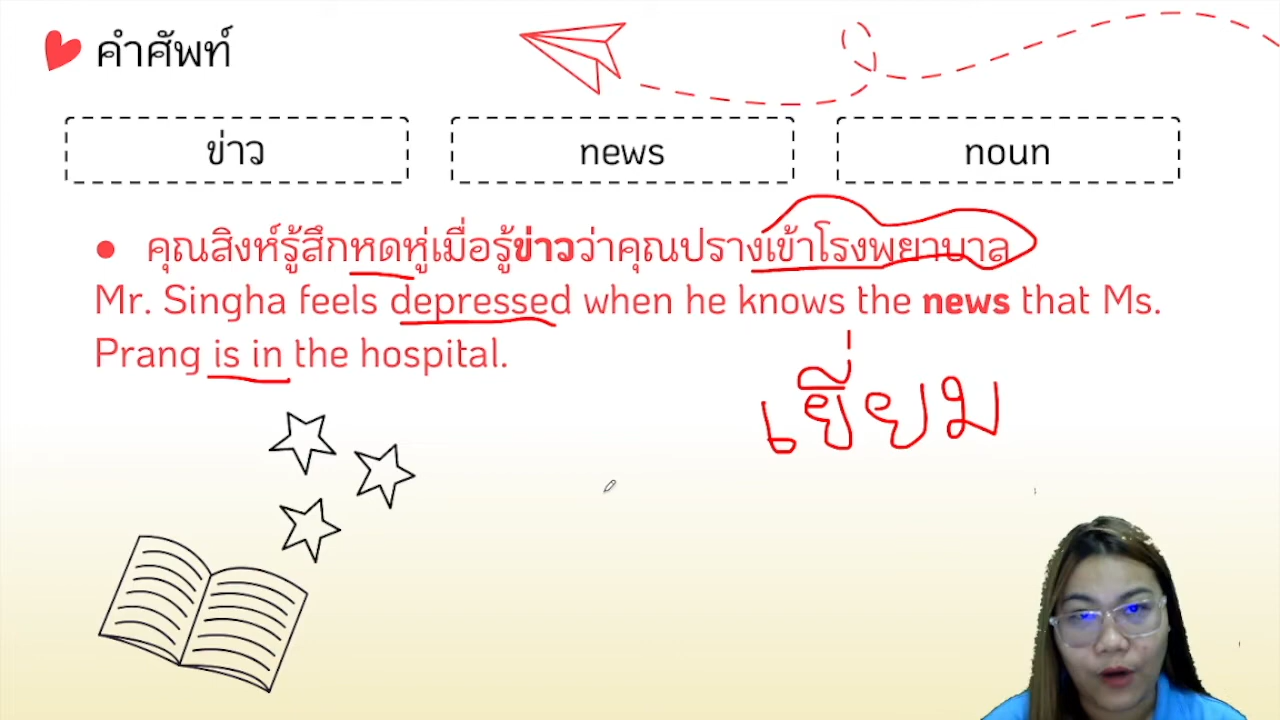 คำศัพท์
ข่าว news noun
คุณสิงห์รู้สึกหดหู่เมื่อรู้ข่าวว่าคุณปรางเข้าโรงพยาบาล
Mr. Singha feels depressed when he knows the news that Ms.
Prang is in the hospital.
เยี่ยม